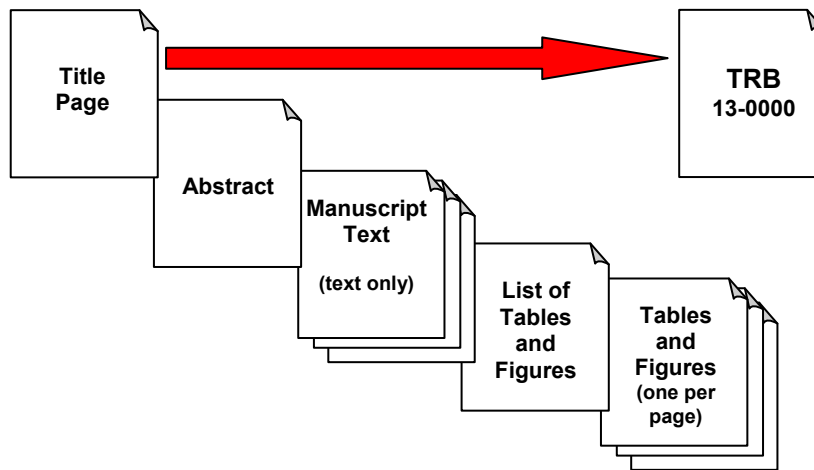 Title
Page
TRB
13-0000
Abstract
Manuscript
Text
(text only)
List of
Tables
and
Figures
Tables
and
Figures
(one per
page)